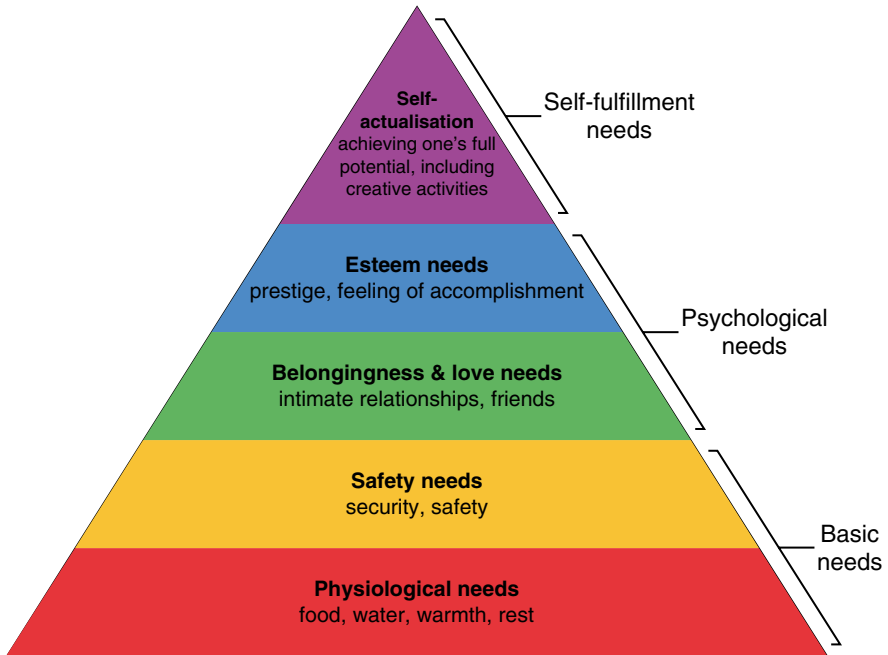 Self-
actualisation
achieving one's full
potential, including
creative activities
Self-fulfillment
needs
Esteem needs
prestige, feeling of accomplishment
Psychological
needs
Belongingness & love needs
intimate relationships, friends
Safety needs
security, safety
Basic
needs
Physiological needs
food, water, warmth, rest